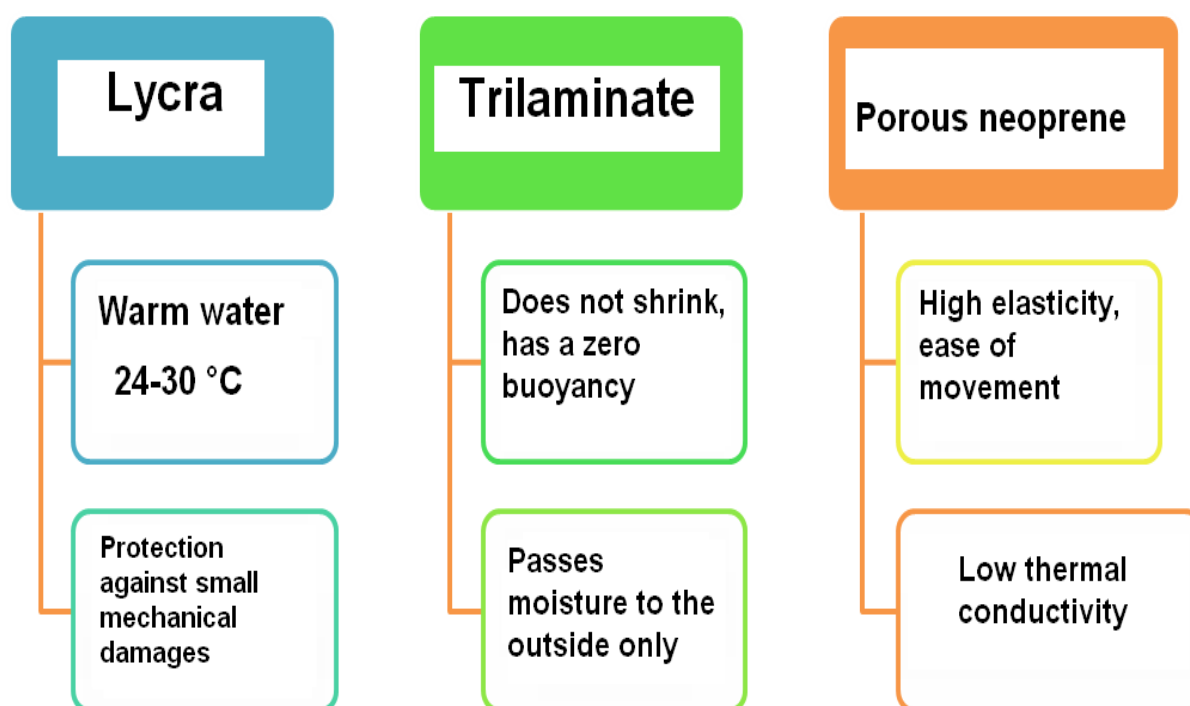 Lycra
Warm water
24-30 °C
Protection
against small
mechanical
damages
Trilaminate
Does not shrink,
has a zero
buoyancy
Passes
moisture to the
outside only
Porous neoprene
High elasticity,
ease of
movement
Low thermal
conductivity